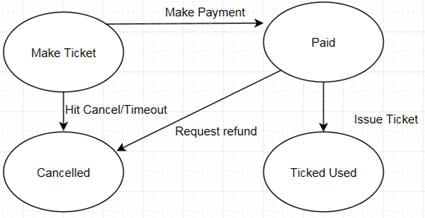 Make Payment
Make Ticket
Paid
Hit Cancel/Timeout
Request refund
Issue Ticket
Cancelled
Ticked Used